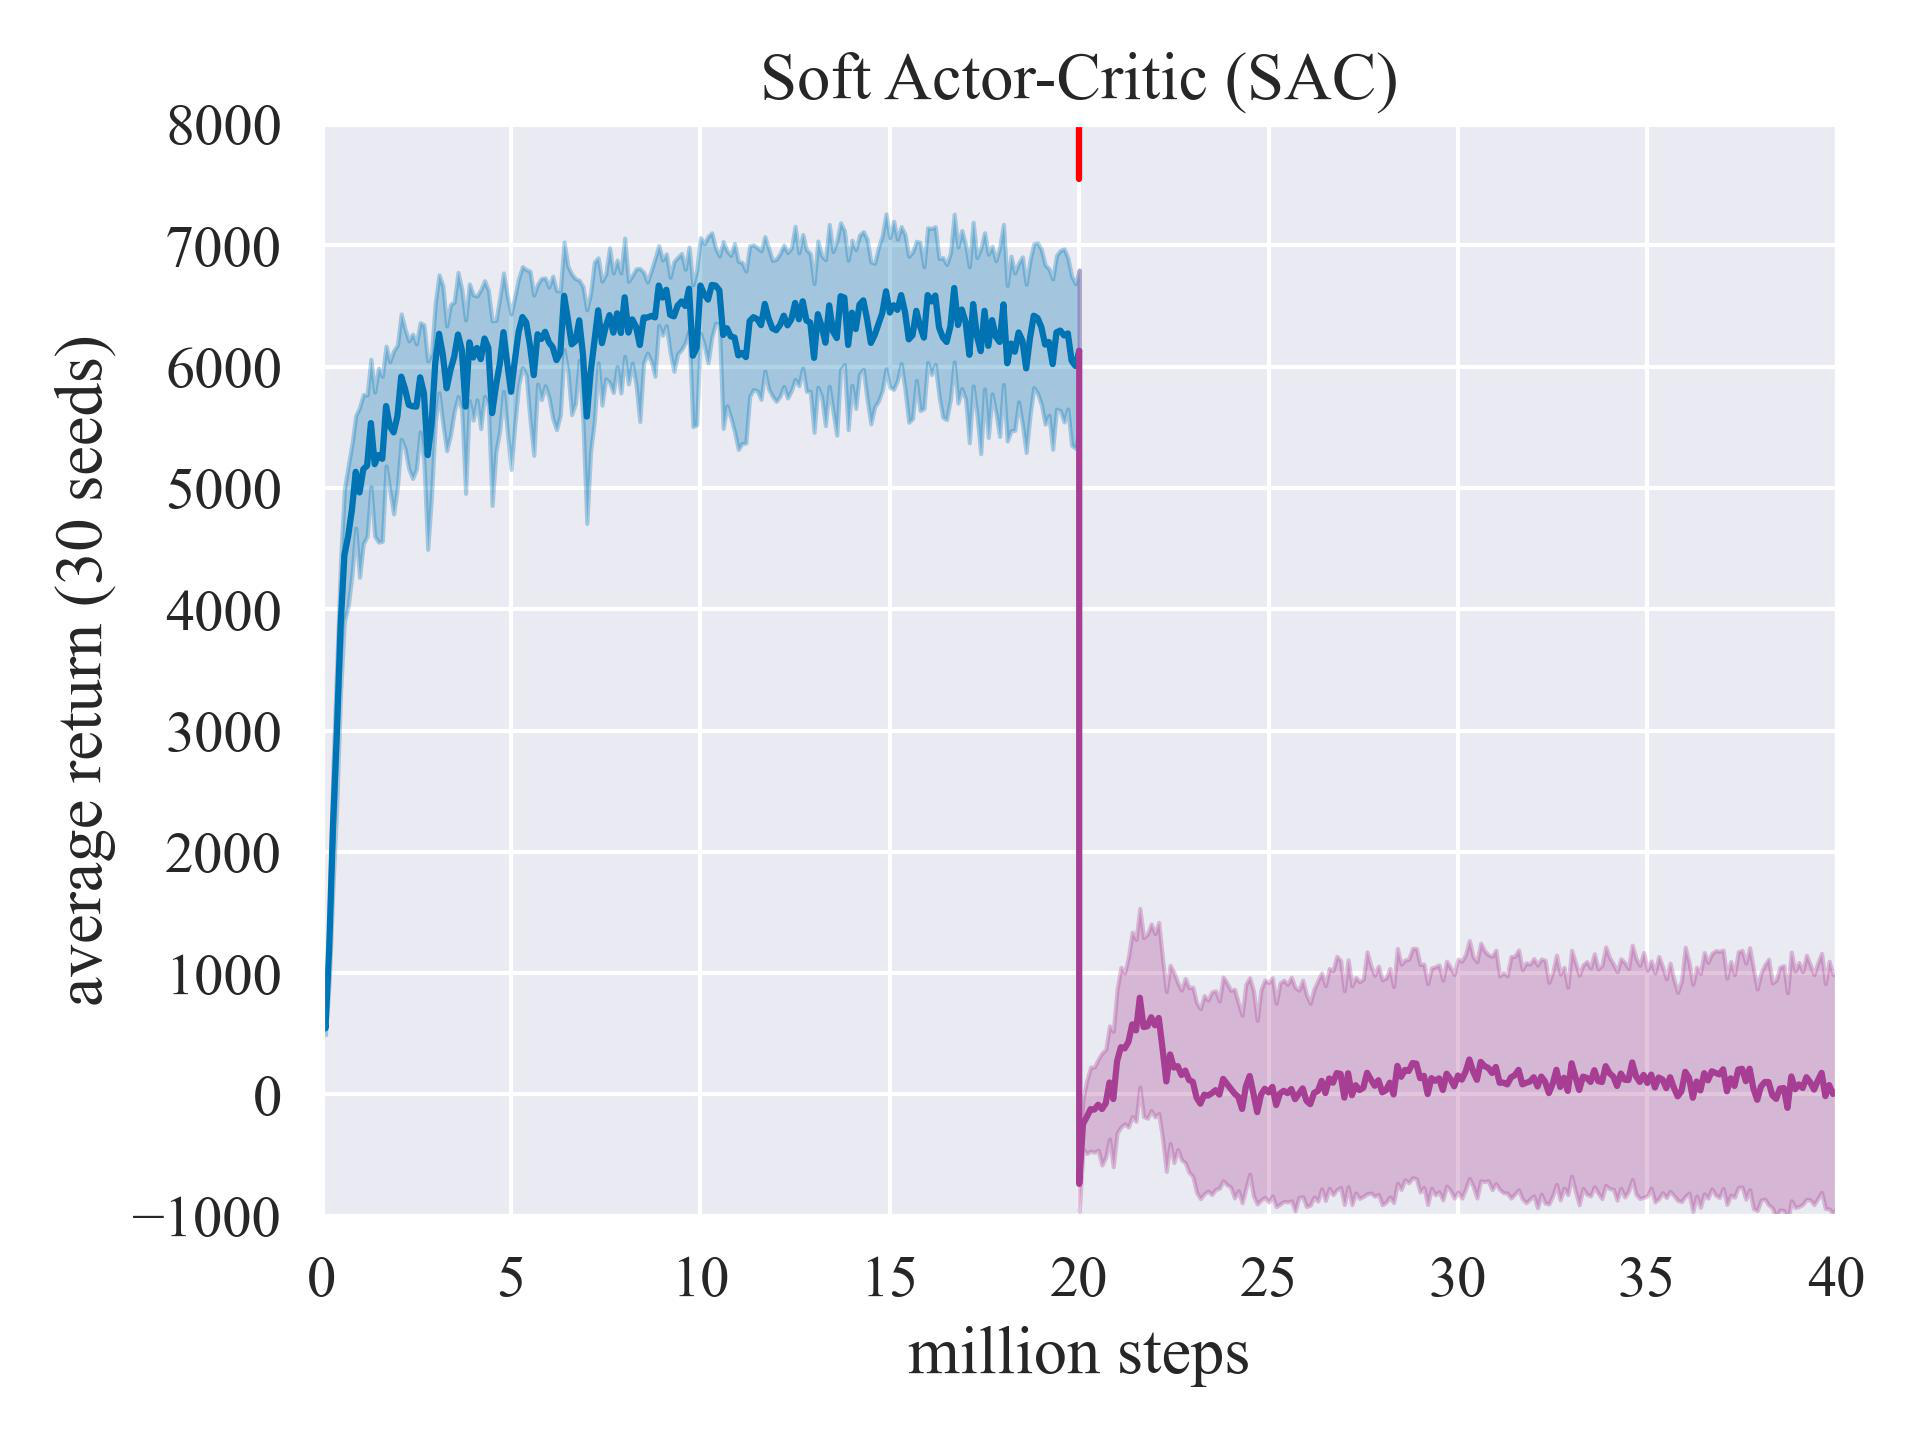 Soft Actor-Critic (SAC)
8000
7000
6000
5000
4000
3000
2000
1000
0
−1000
average return (30 seeds)
0 5 10 15 20 25 30 35 40
million steps